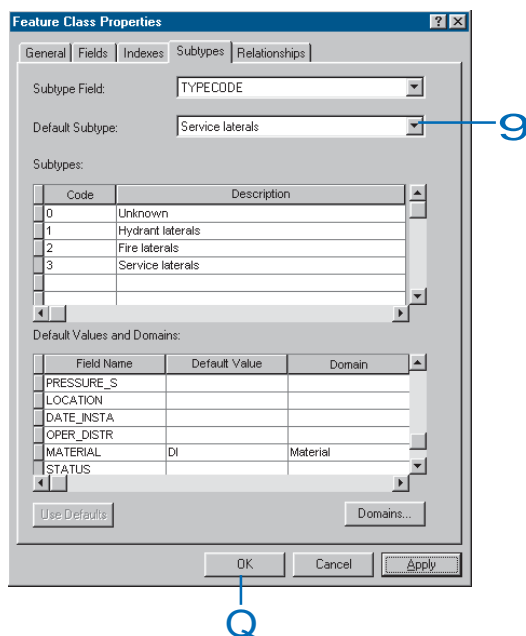 Feature Class Properties
General Fields Indexes Subtypes Relationships
Subtype Field: TYPECODE
Default Subtype: Service laterals
9
Subtypes:
Code Description
0 Unknown
1 Hydrant laterals
2 Fire laterals
3 Service laterals
Default Values and Domains:
Field Name Default Value Domain
PRESSURE_S
LOCATION
DATE_INSTA
OPER_DISTR
MATERIAL DI Material
STATUS
Use Defaults Domains...
OK Cancel Apply
Q